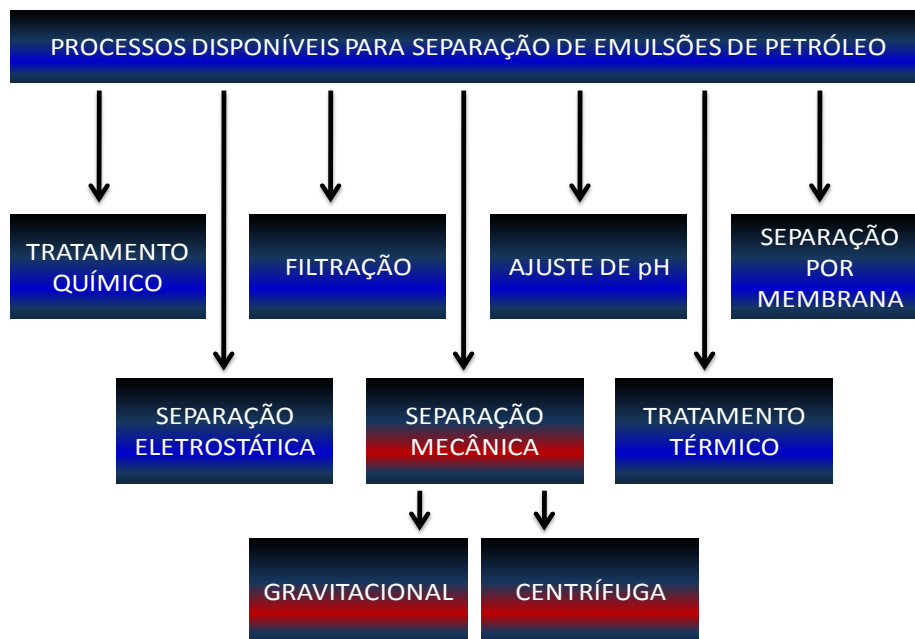 PROCESSOS DISPONÍVEIS PARA SEPARAÇÃO DE EMULSÕES DE PETRÓLEO
TRATAMENTO
QUÍMICO
FILTRAÇÃO
AJUSTE DE pH
SEPARAÇÃO
POR
MEMBRANA
SEPARAÇÃO
ELETROSTÁTICA
SEPARAÇÃO
MECÂNICA
TRATAMENTO
TÉRMICO
GRAVITACIONAL
CENTRÍFUGA